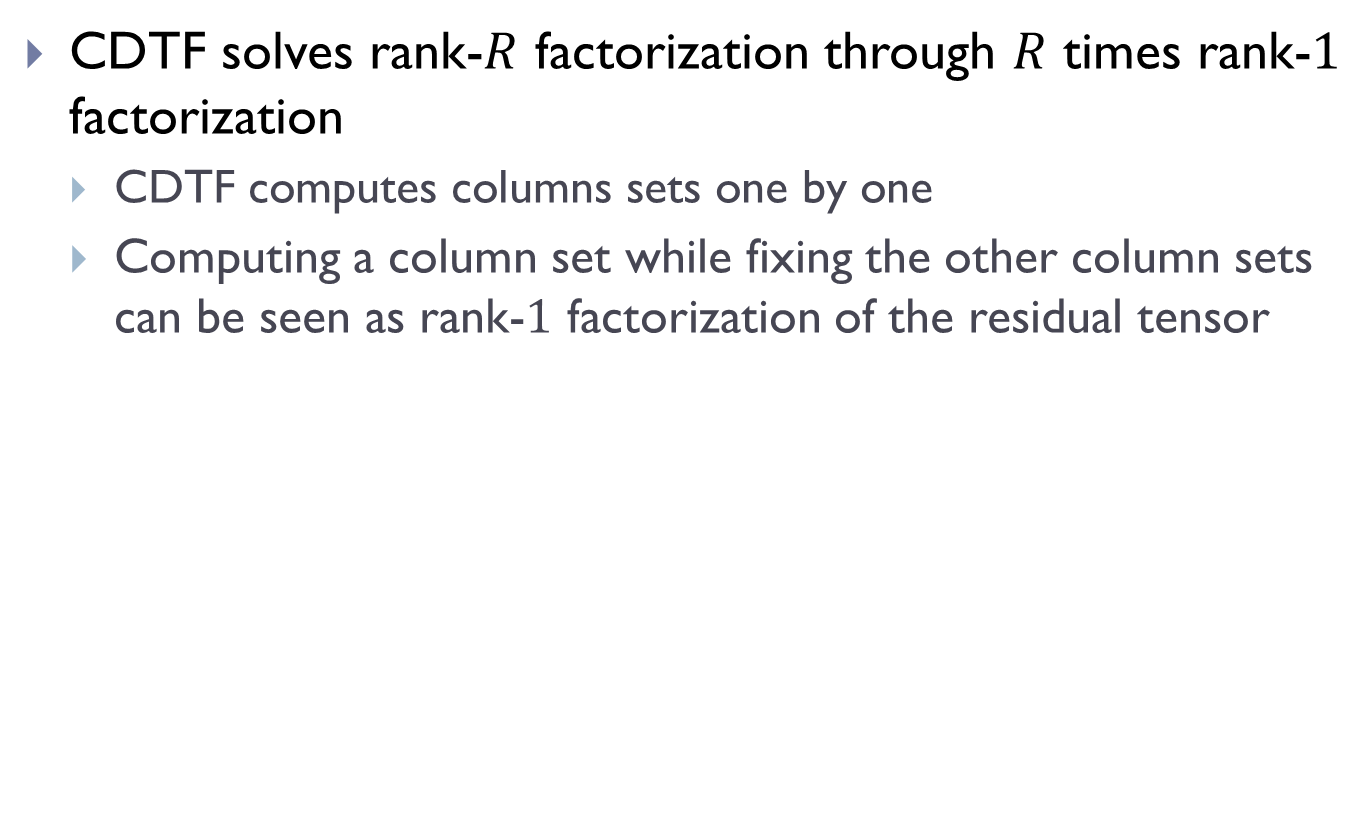 CDTF solves rank-R factorization through R times rank-1
factorization
CDTF computes columns sets one by one
Computing a column set while fixing the other column sets
can be seen as rank-1 factorization of the residual tensor